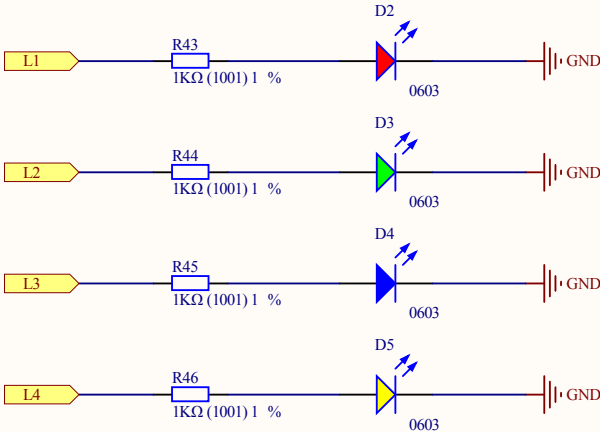 D2
R43
L1
GND
1KΩ (1001) 1 %
0603
D3
R44
L2
GND
1KΩ (1001) 1 %
0603
D4
R45
L3
GND
1KΩ (1001) 1 %
0603
D5
R46
L4
GND
1KΩ (1001) 1 %
0603